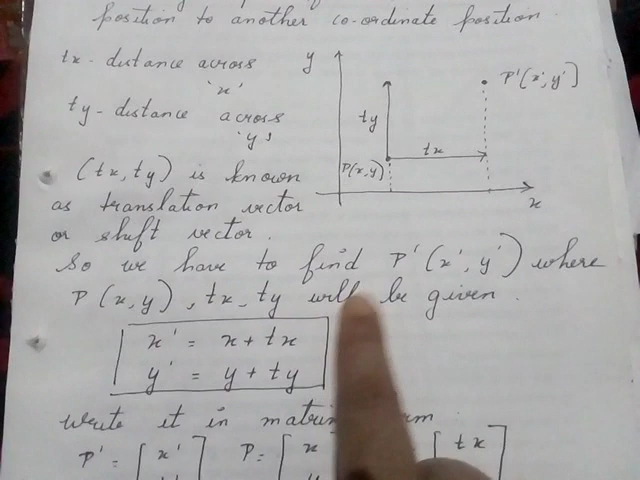 position to another co-ordinate position.
tx - distance across
'x'
ty - distance across
'y'
(tx, ty) is known
as translation vector
or shift vector.
y
P'(x', y')
ty
tx
P(x,y)
x
So we have to find P'(x', y') where
P(x,y), tx, ty will be given.
x' = x + tx
y' = y + ty
write it in matrix form
P' = [ x' ] P = [ x [ tx ]